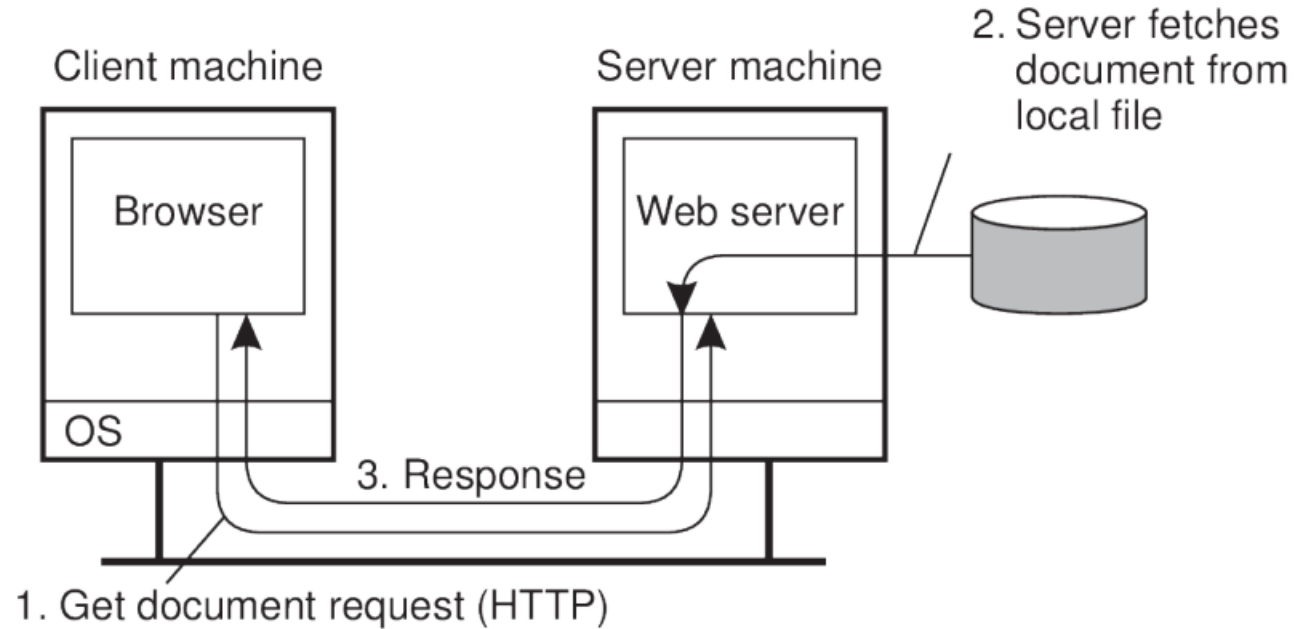 Client machine
Server machine
2. Server fetches
document from
local file
Browser
Web server
OS
3. Response
1. Get document request (HTTP)